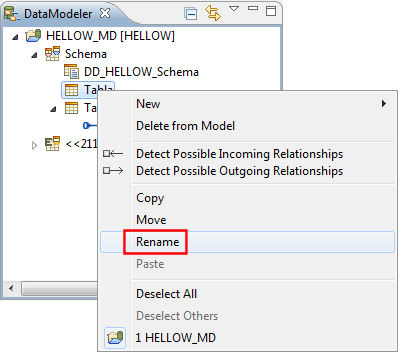 DataModeler
HELLOW_MD [HELLOW]
Schema
DD_HELLOW_Schema
Tabla
Ta
<<211
New
Delete from Model
Detect Possible Incoming Relationships
Detect Possible Outgoing Relationships
Copy
Move
Rename
Paste
Deselect All
Deselect Others
1 HELLOW_MD